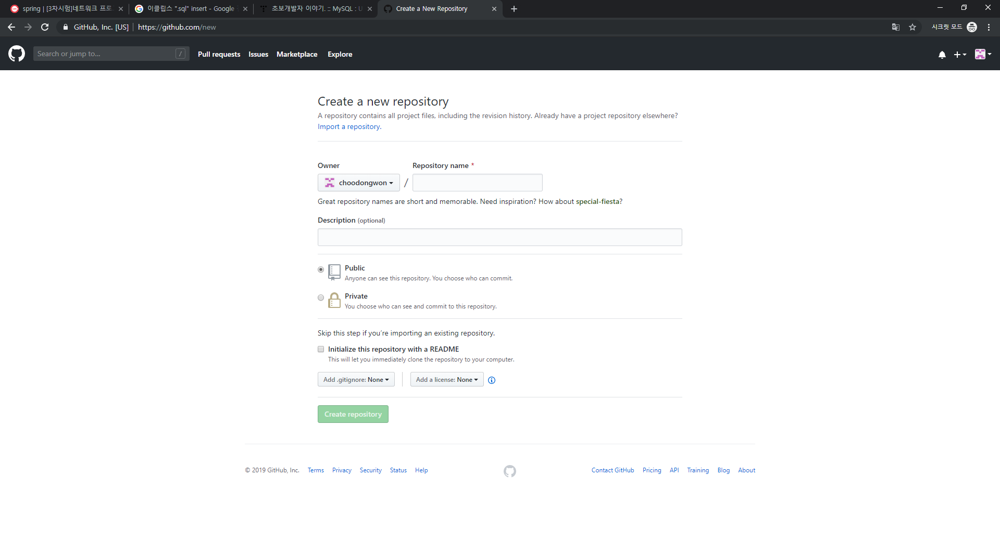 spring | [3차시험]네트워크 프로
이클립스 ".sql" insert - Google
초보개발자 이야기. :: MySQL : U
Create a New Repository
GitHub, Inc. [US] | https://github.com/new
시크릿 모드
Search or jump to...
/
Pull requests
Issues
Marketplace
Explore
Create a new repository
A repository contains all project files, including the revision history. Already have a project repository elsewhere?
Import a repository.
Owner
Repository name *
choodongwon
/
Great repository names are short and memorable. Need inspiration? How about special-fiesta?
Description (optional)
Public
Anyone can see this repository. You choose who can commit.
Private
You choose who can see and commit to this repository.
Skip this step if you're importing an existing repository.
Initialize this repository with a README
This will let you immediately clone the repository to your computer.
Add .gitignore: None
Add a license: None
Create repository
© 2019 GitHub, Inc.
Terms
Privacy
Security
Status
Help
Contact GitHub
Pricing
API
Training
Blog
About